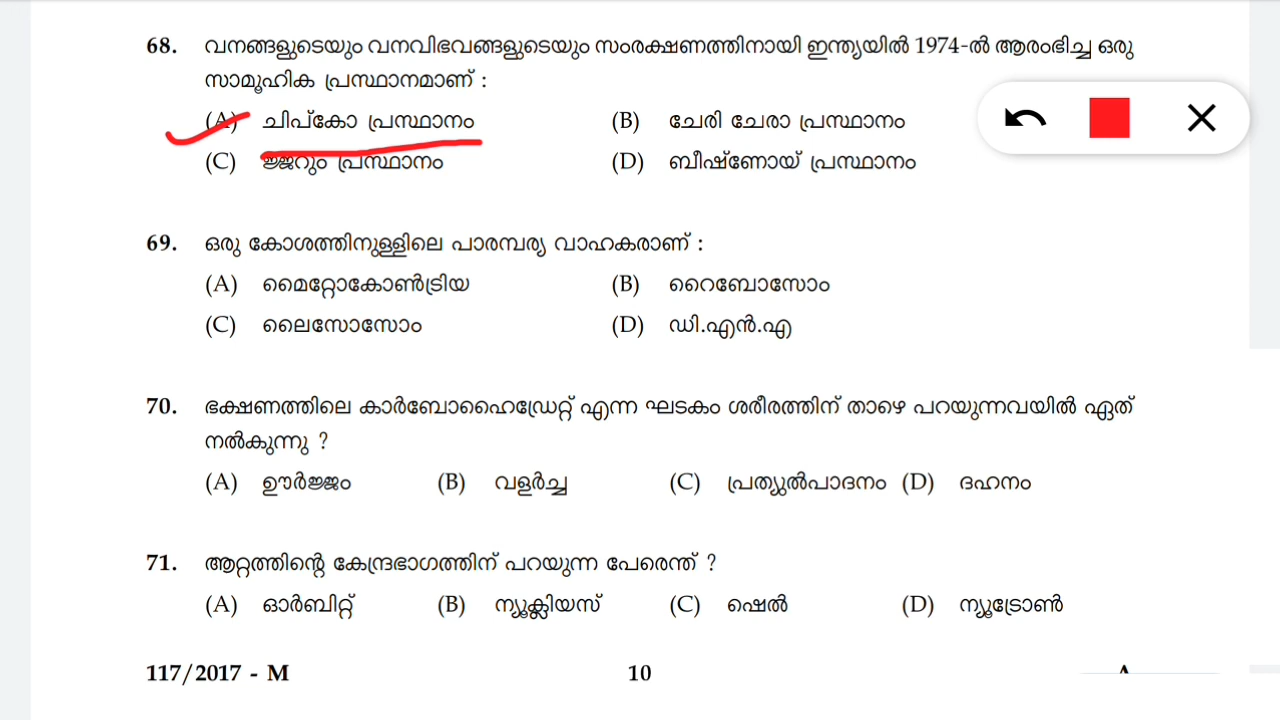 68. വനങ്ങളുടെയും വനവിഭവങ്ങളുടെയും സംരക്ഷണത്തിനായി ഇന്ത്യയിൽ 1974-ൽ ആരംഭിച്ച ഒരു
സാമൂഹിക പ്രസ്ഥാനമാണ് :
(A) ചിപ്കോ പ്രസ്ഥാനം (B) ചേരി ചേരാ പ്രസ്ഥാനം
(C) ജ്ജറും പ്രസ്ഥാനം (D) ബീഷ്ണോയ് പ്രസ്ഥാനം
69. ഒരു കോശത്തിനുള്ളിലെ പാരമ്പര്യ വാഹകരാണ് :
(A) മൈറ്റോകോൺട്രിയ (B) റൈബോസോം
(C) ലൈസോസോം (D) ഡി.എൻ.എ
70. ഭക്ഷണത്തിലെ കാർബോഹൈഡ്രേറ്റ് എന്ന ഘടകം ശരീരത്തിന് താഴെ പറയുന്നവയിൽ ഏത്
നൽകുന്നു ?
(A) ഊർജ്ജം (B) വളർച്ച (C) പ്രത്യുൽപാദനം (D) ദഹനം
71. ആറ്റത്തിന്റെ കേന്ദ്രഭാഗത്തിന് പറയുന്ന പേരെന്ത് ?
(A) ഓർബിറ്റ് (B) ന്യൂക്ലിയസ് (C) ഷെൽ (D) ന്യൂട്രോൺ
117/2017 - M 10